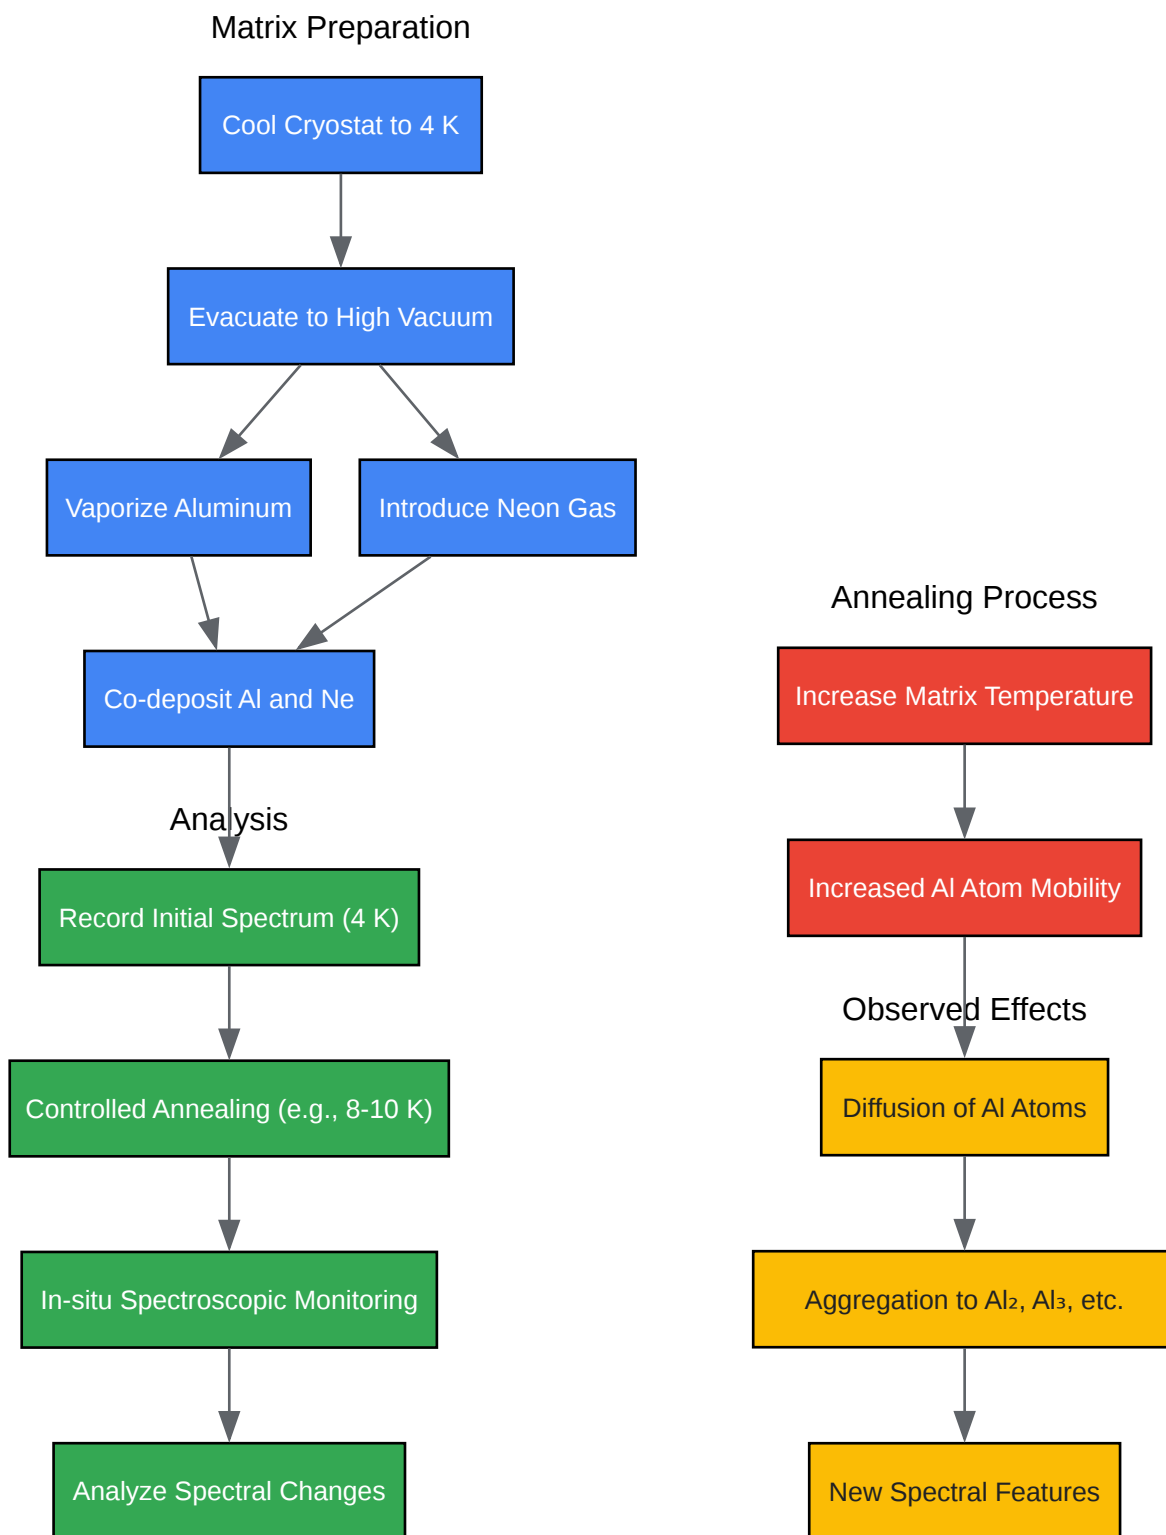 Matrix Preparation
Cool Cryostat to 4 K
Evacuate to High Vacuum
Vaporize Aluminum
Introduce Neon Gas
Co-deposit Al and Ne
Analysis
Record Initial Spectrum (4 K)
Controlled Annealing (e.g., 8-10 K)
In-situ Spectroscopic Monitoring
Analyze Spectral Changes
Annealing Process
Increase Matrix Temperature
Increased Al Atom Mobility
Observed Effects
Diffusion of Al Atoms
Aggregation to Al₂, Al₃, etc.
New Spectral Features